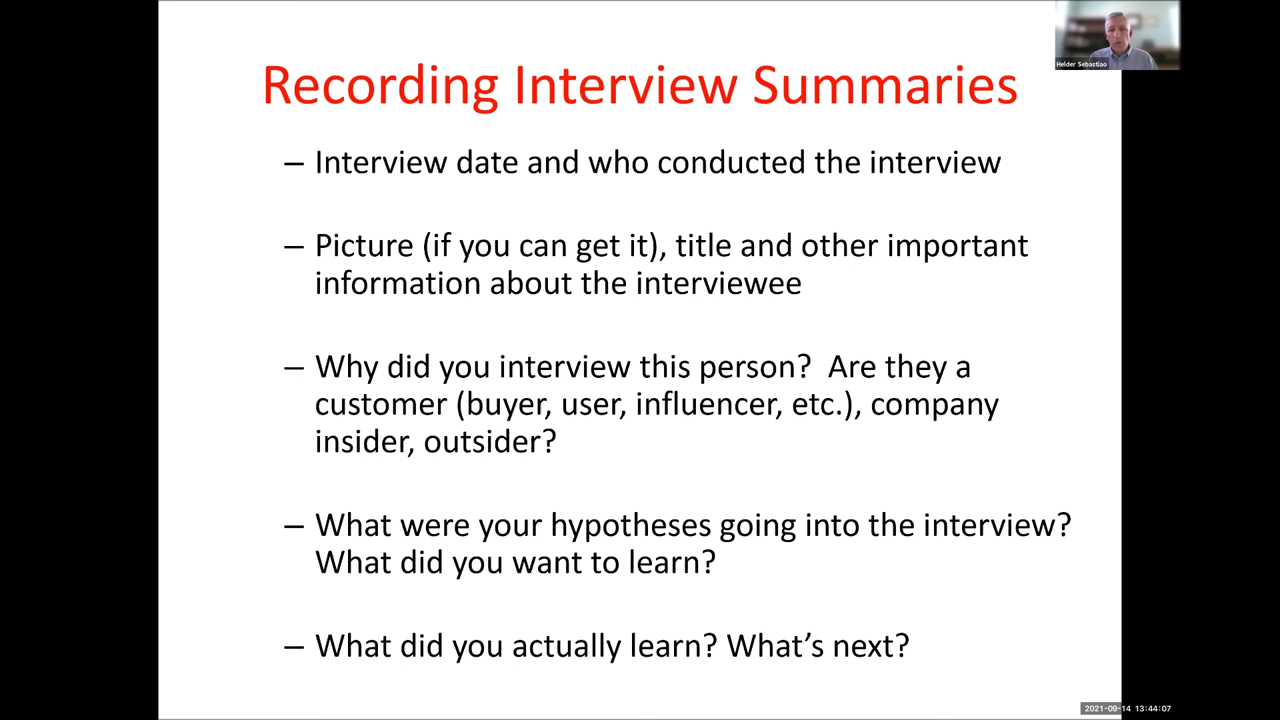 Recording Interview Summaries
– Interview date and who conducted the interview
– Picture (if you can get it), title and other important
information about the interviewee
– Why did you interview this person?  Are they a
customer (buyer, user, influencer, etc.), company
insider, outsider?
– What were your hypotheses going into the interview?
What did you want to learn?
– What did you actually learn? What’s next?
Helder Sebastiao
2021-09-14 13:44:07